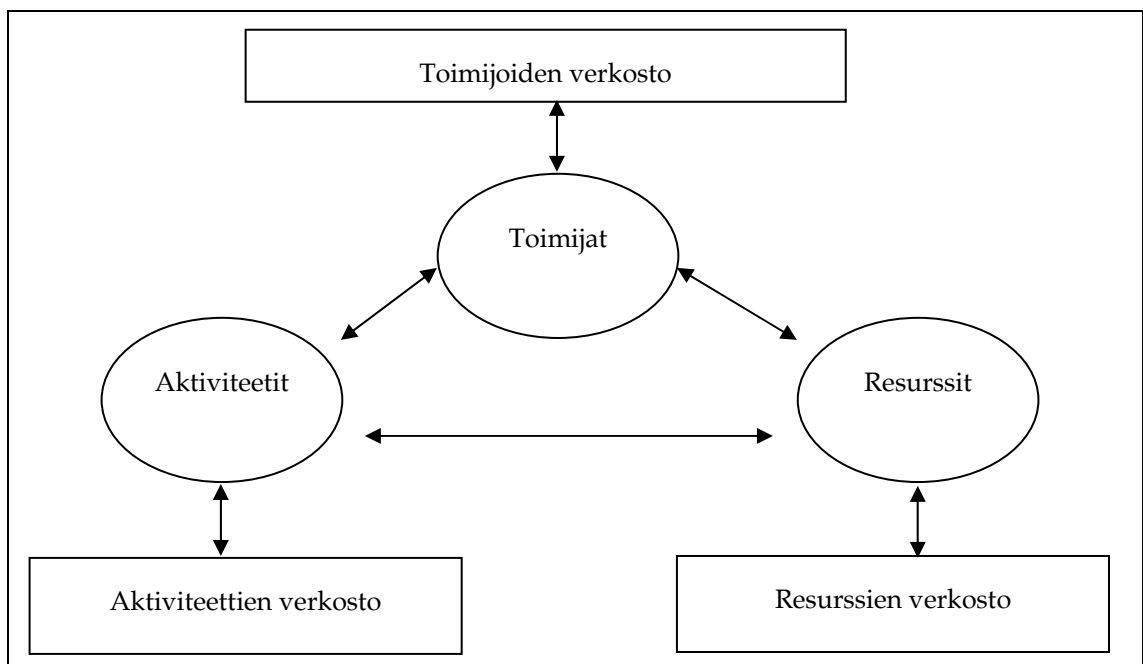 Toimijoiden verkosto
Toimijat
Aktiviteetit
Resurssit
Aktiviteettien verkosto
Resurssien verkosto